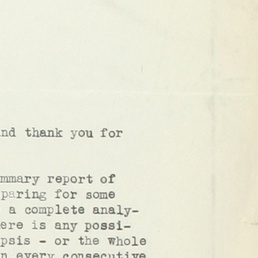 nd thank you for
mmary report of
paring for some
a complete analy-
ere is any possi-
psis - or the whole
n every consecutive